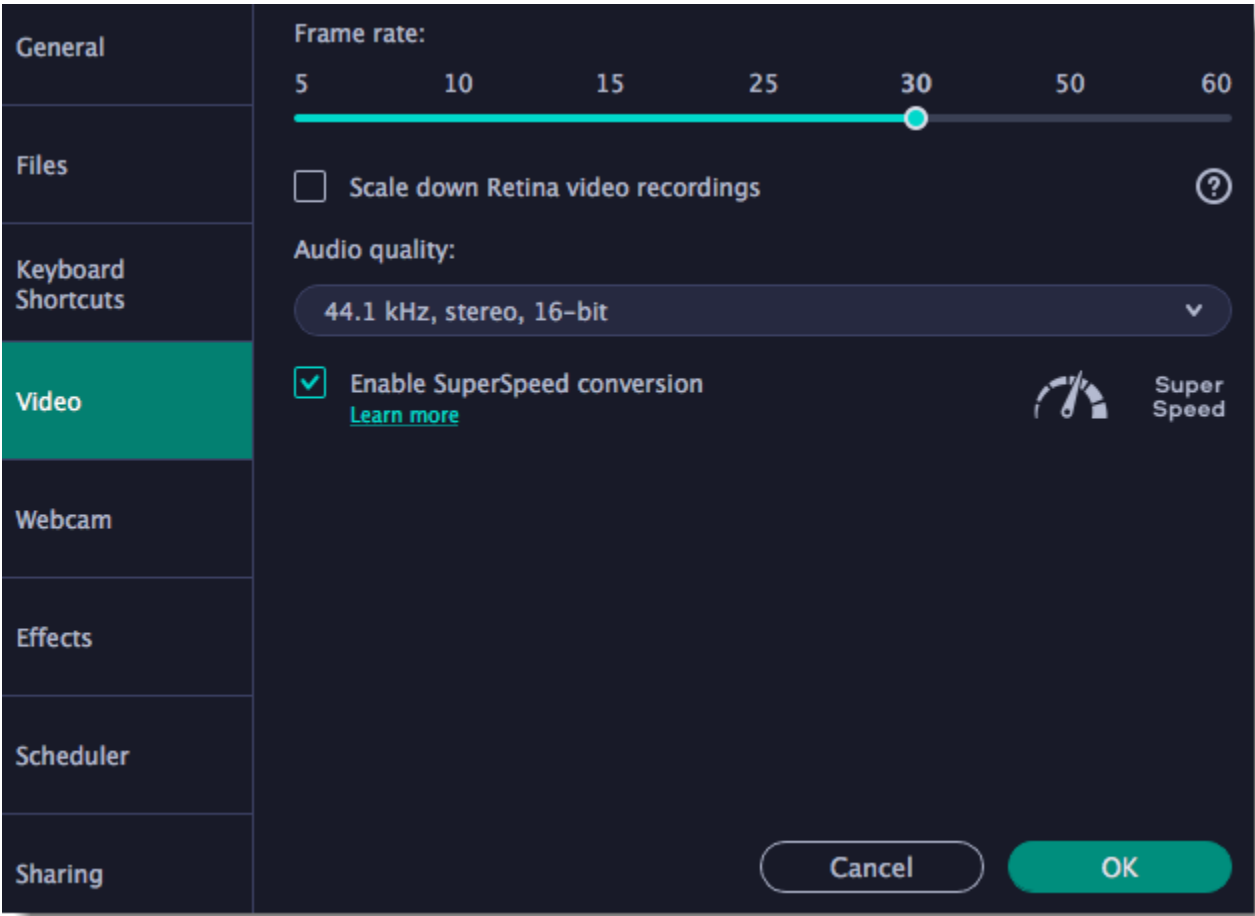 General
Files
Keyboard
Shortcuts
Video
Webcam
Effects
Scheduler
Sharing
Frame rate:
5 10 15 25 30 50 60
Scale down Retina video recordings
?
Audio quality:
44.1 kHz, stereo, 16-bit
Enable SuperSpeed conversion
Learn more
Super
Speed
Cancel OK